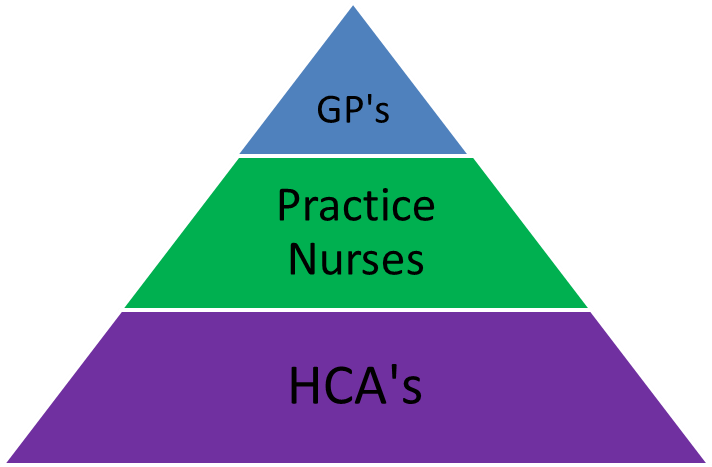 GP's
Practice
Nurses
HCA's